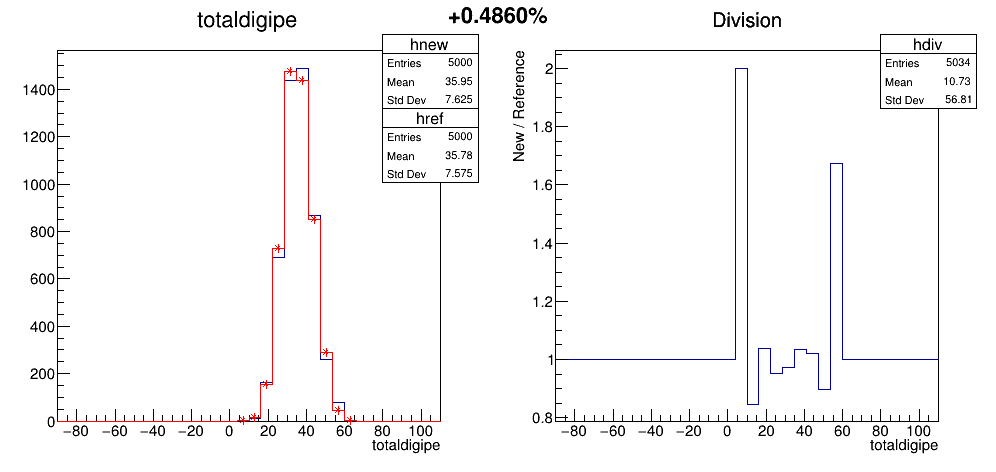 +0.4860%
totaldigipe
hnew
Entries 5000
Mean 35.95
Std Dev 7.625
href
Entries 5000
Mean 35.78
Std Dev 7.575
1400
1200
1000
800
600
400
200
0
−80 −60 −40 −20 0 20 40 60 80 100
totaldigipe
Division
hdiv
Entries 5034
Mean 10.73
Std Dev 56.81
New / Reference
2
1.8
1.6
1.4
1.2
1
0.8
−80 −60 −40 −20 0 20 40 60 80 100
totaldigipe